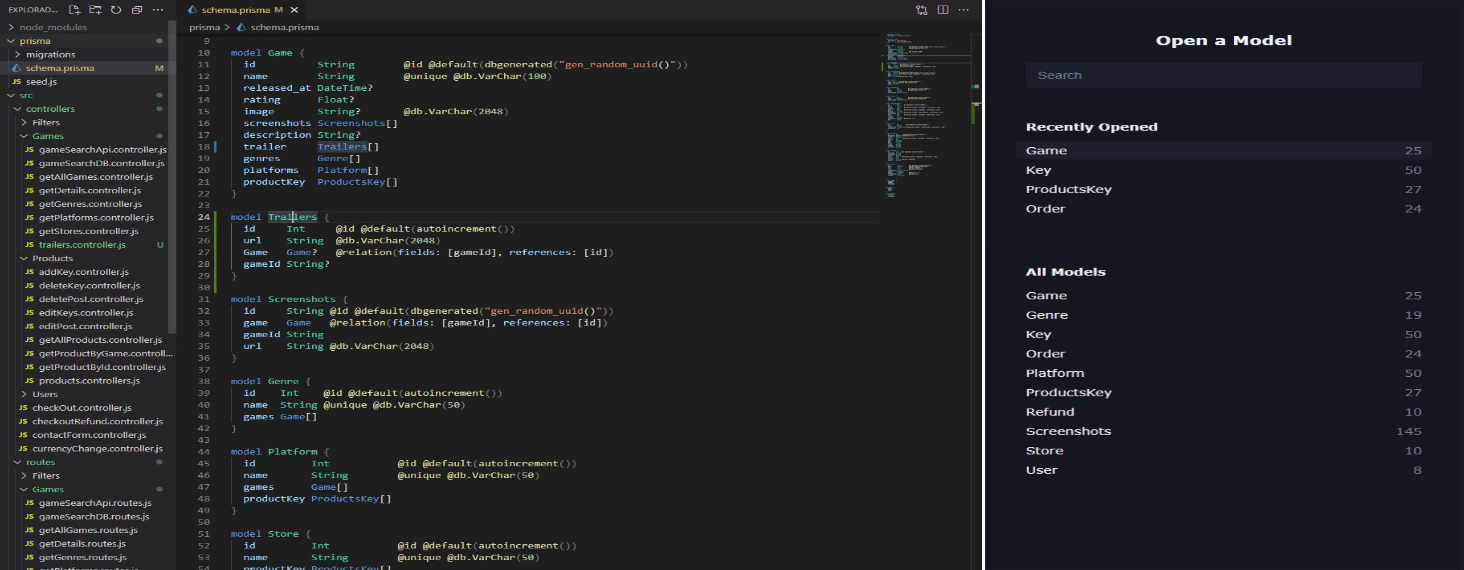 EXPLORAD...
node_modules
prisma
migrations
schema.prisma M
seed.js
src
controllers
Filters
Games
gameSearchApi.controller.js
gameSearchDB.controller.js
getAllGames.controller.js
getDetails.controller.js
getGenres.controller.js
getPlatforms.controller.js
getStores.controller.js
trailers.controller.js U
Products
addKey.controller.js
deleteKey.controller.js
deletePost.controller.js
editKeys.controller.js
editPost.controller.js
getAllProducts.controller.js
getProductByGame.controll...
getProductById.controller.js
products.controllers.js
Users
checkOut.controller.js
checkoutRefund.controller.js
contactForm.controller.js
currencyChange.controller.js
routes
Filters
Games
gameSearchApi.routes.js
gameSearchDB.routes.js
getAllGames.routes.js
getDetails.routes.js
getGenres.routes.js
schema.prisma M
prisma > schema.prisma
9
10 model Game {
11 id String @id @default(dbgenerated("gen_random_uuid()"))
12 name String @unique @db.VarChar(100)
13 released_at DateTime?
14 rating Float?
15 image String? @db.VarChar(2048)
16 screenshots Screenshots[]
17 description String?
18 trailer Trailers[]
19 genres Genre[]
20 platforms Platform[]
21 productKey ProductsKey[]
22 }
23
24 model Trailers {
25 id Int @id @default(autoincrement())
26 url String @db.VarChar(2048)
27 Game Game? @relation(fields: [gameId], references: [id])
28 gameId String?
29 }
30
31 model Screenshots {
32 id String @id @default(dbgenerated("gen_random_uuid()"))
33 game Game @relation(fields: [gameId], references: [id])
34 gameId String
35 url String @db.VarChar(2048)
36 }
37
38 model Genre {
39 id Int @id @default(autoincrement())
40 name String @unique @db.VarChar(50)
41 games Game[]
42 }
43
44 model Platform {
45 id Int @id @default(autoincrement())
46 name String @unique @db.VarChar(50)
47 games Game[]
48 productKey ProductsKey[]
49 }
50
51 model Store {
52 id Int @id @default(autoincrement())
53 name String @unique @db.VarChar(50)
54 productKey ProductsKey[]
Open a Model
Search
Recently Opened
Game 25
Key 50
ProductsKey 27
Order 24
All Models
Game 25
Genre 19
Key 50
Order 24
Platform 50
ProductsKey 27
Refund 10
Screenshots 145
Store 10
User 8